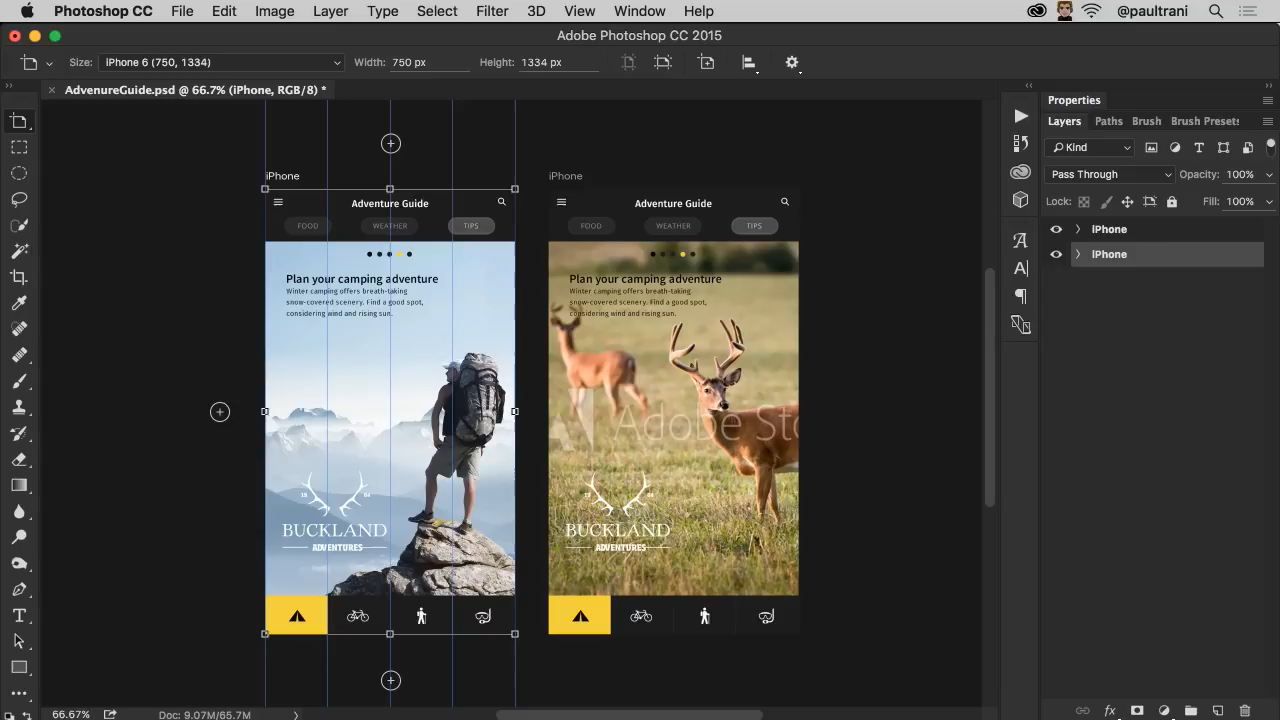 Photoshop CC File Edit Image Layer Type Select Filter 3D View Window Help @paultrani
Adobe Photoshop CC 2015
Size: iPhone 6 (750, 1334) Width: 750 px Height: 1334 px
AdvenureGuide.psd @ 66.7% (iPhone, RGB/8) *
Properties
Layers Paths Brush Brush Presets
Kind
Pass Through Opacity: 100%
Lock: Fill: 100%
iPhone
iPhone
iPhone
Adventure Guide
FOOD WEATHER TIPS
Plan your camping adventure
Winter camping offers breath-taking
snow-covered scenery. Find a good spot,
considering wind and rising sun.
BUCKLAND
ADVENTURES
iPhone
Adventure Guide
FOOD WEATHER TIPS
Plan your camping adventure
Winter camping offers breath-taking
snow-covered scenery. Find a good spot,
considering wind and rising sun.
Adobe Sto
BUCKLAND
ADVENTURES
66.67% Doc: 9.07M/65.7M